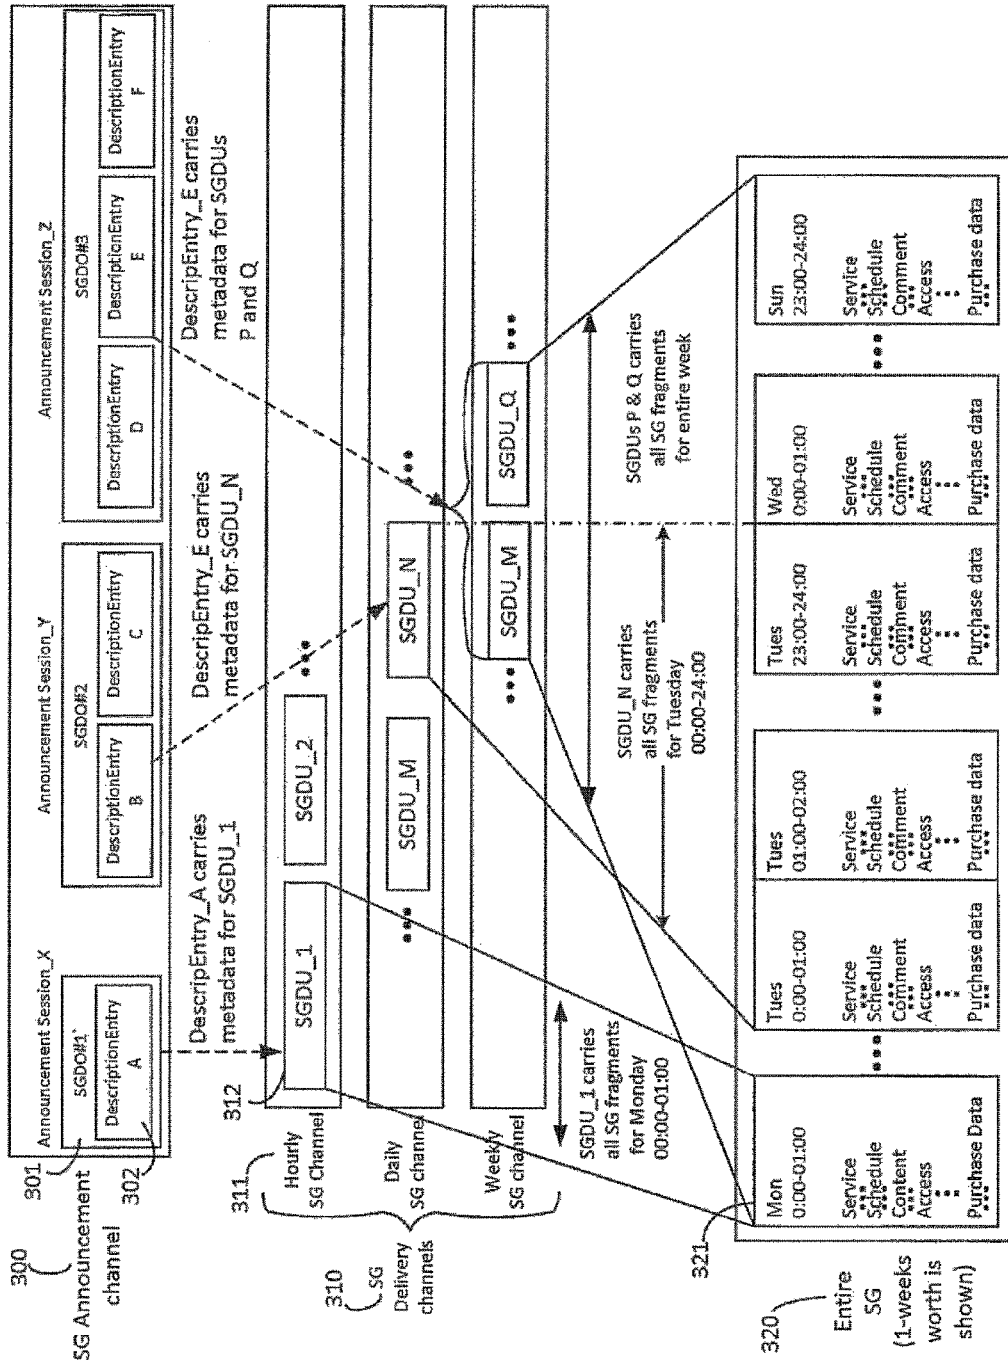 300
SG Announcement
channel
301
302
Announcement Session_X
SGDO#1`
DescriptionEntry
A
Announcement Session_Y
SGDO#2
DescriptionEntry
B
DescriptionEntry
C
Announcement Session_Z
SGDO#3
DescriptionEntry
D
DescriptionEntry
E
DescriptionEntry
F
DescripEntry_A carries
metadata for SGDU_1
DescripEntry_E carries
metadata for SGDU_N
DescripEntry_E carries
metadata for SGDUs
P and Q
310
SG
Delivery
channels
311
312
Hourly
SG Channel
SGDU_1
SGDU_2
Daily
SG channel
SGDU_M
SGDU_N
Weekly
SG channel
SGDU_M
SGDU_Q
SGDU_1 carries
all SG fragments
for Monday
00:00-01:00
SGDU_N carries
all SG fragments
for Tuesday
00:00-24:00
SGDUs P & Q carries
all SG fragments
for entire week
320
Entire
SG
(1-weeks
worth is
shown)
321
Mon
0:00-01:00
Service
Schedule
Content
Access
Purchase Data
Tues
0:00-01:00
Service
Schedule
Comment
Access
Purchase data
Tues
01:00-02:00
Service
Schedule
Comment
Access
Purchase data
Tues
23:00-24:00
Service
Schedule
Comment
Access
Purchase data
Wed
0:00-01:00
Service
Schedule
Comment
Access
Purchase data
Sun
23:00-24:00
Service
Schedule
Comment
Access
Purchase data